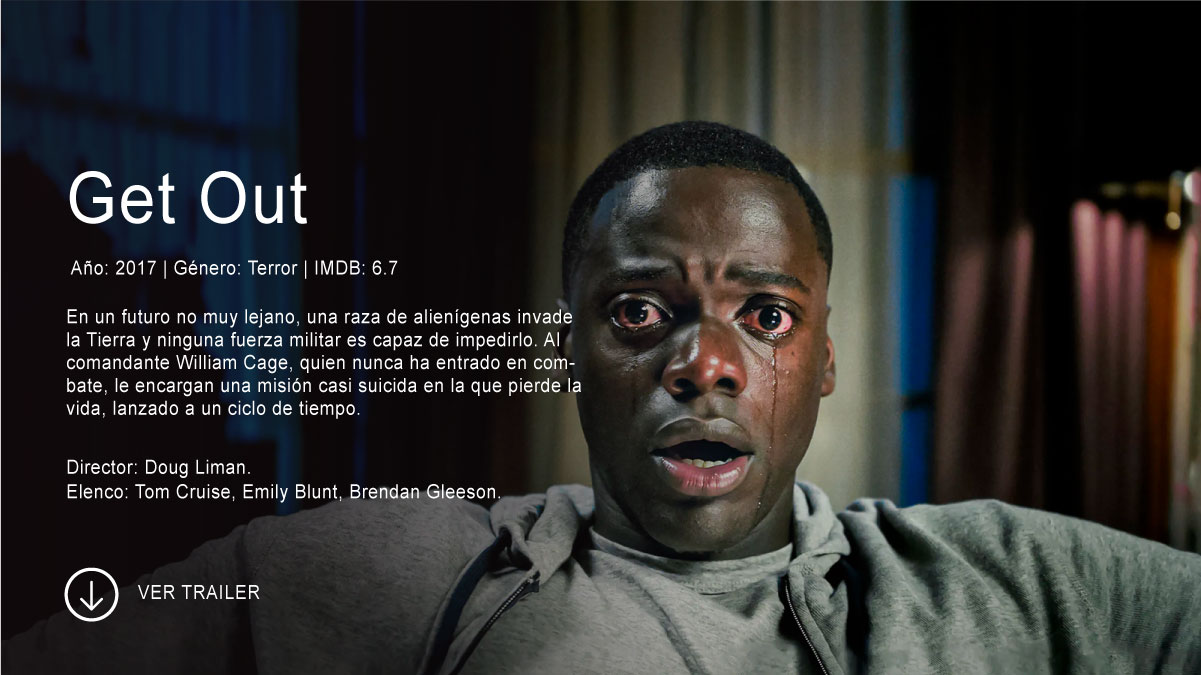 Get Out
Año: 2017 | Género: Terror | IMDB: 6.7
En un futuro no muy lejano, una raza de alienígenas invade
la Tierra y ninguna fuerza militar es capaz de impedirlo. Al
comandante William Cage, quien nunca ha entrado en com-
bate, le encargan una misión casi suicida en la que pierde la
vida, lanzado a un ciclo de tiempo.
Director: Doug Liman.
Elenco: Tom Cruise, Emily Blunt, Brendan Gleeson.
VER TRAILER